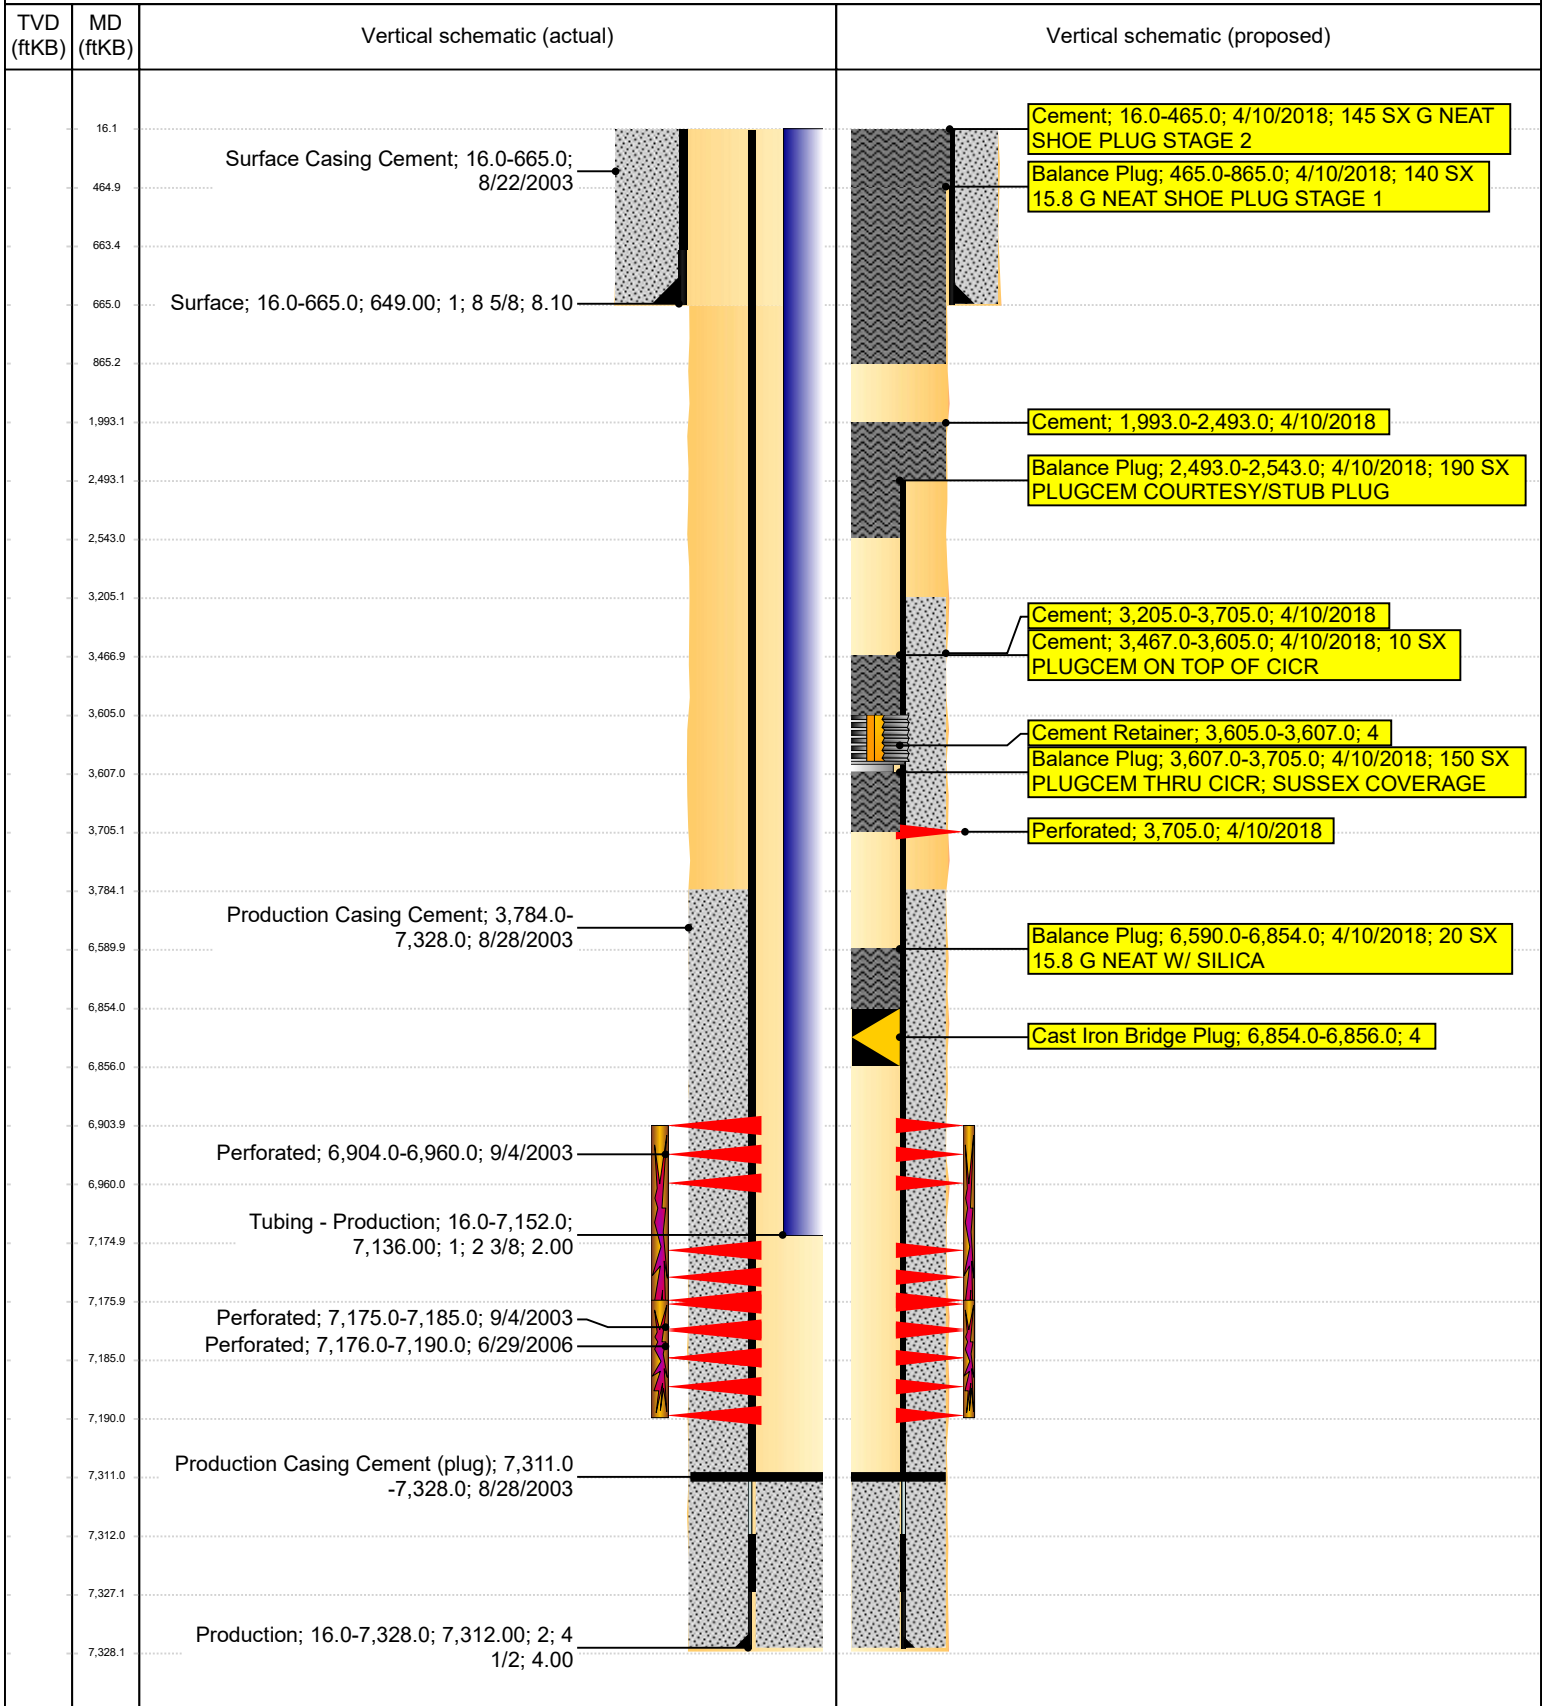 TVD
(ftKB)
MD
(ftKB)
Vertical schematic (actual)
Vertical schematic (proposed)
16.1
464.9
663.4
665.0
865.2
1,993.1
2,493.1
2,543.0
3,205.1
3,466.9
3,605.0
3,607.0
3,705.1
3,784.1
6,589.9
6,854.0
6,856.0
6,903.9
6,960.0
7,174.9
7,175.9
7,185.0
7,190.0
7,311.0
7,312.0
7,327.1
7,328.1
Surface Casing Cement; 16.0-665.0;
8/22/2003
Surface; 16.0-665.0; 649.00; 1; 8 5/8; 8.10
Production Casing Cement; 3,784.0-
7,328.0; 8/28/2003
Perforated; 6,904.0-6,960.0; 9/4/2003
Tubing - Production; 16.0-7,152.0;
7,136.00; 1; 2 3/8; 2.00
Perforated; 7,175.0-7,185.0; 9/4/2003
Perforated; 7,176.0-7,190.0; 6/29/2006
Production Casing Cement (plug); 7,311.0
-7,328.0; 8/28/2003
Production; 16.0-7,328.0; 7,312.00; 2; 4
1/2; 4.00
Cement; 16.0-465.0; 4/10/2018; 145 SX G NEAT
SHOE PLUG STAGE 2
Balance Plug; 465.0-865.0; 4/10/2018; 140 SX
15.8 G NEAT SHOE PLUG STAGE 1
Cement; 1,993.0-2,493.0; 4/10/2018
Balance Plug; 2,493.0-2,543.0; 4/10/2018; 190 SX
PLUGCEM COURTESY/STUB PLUG
Cement; 3,205.0-3,705.0; 4/10/2018
Cement; 3,467.0-3,605.0; 4/10/2018; 10 SX
PLUGCEM ON TOP OF CICR
Cement Retainer; 3,605.0-3,607.0; 4
Balance Plug; 3,607.0-3,705.0; 4/10/2018; 150 SX
PLUGCEM THRU CICR; SUSSEX COVERAGE
Perforated; 3,705.0; 4/10/2018
Balance Plug; 6,590.0-6,854.0; 4/10/2018; 20 SX
15.8 G NEAT W/ SILICA
Cast Iron Bridge Plug; 6,854.0-6,856.0; 4